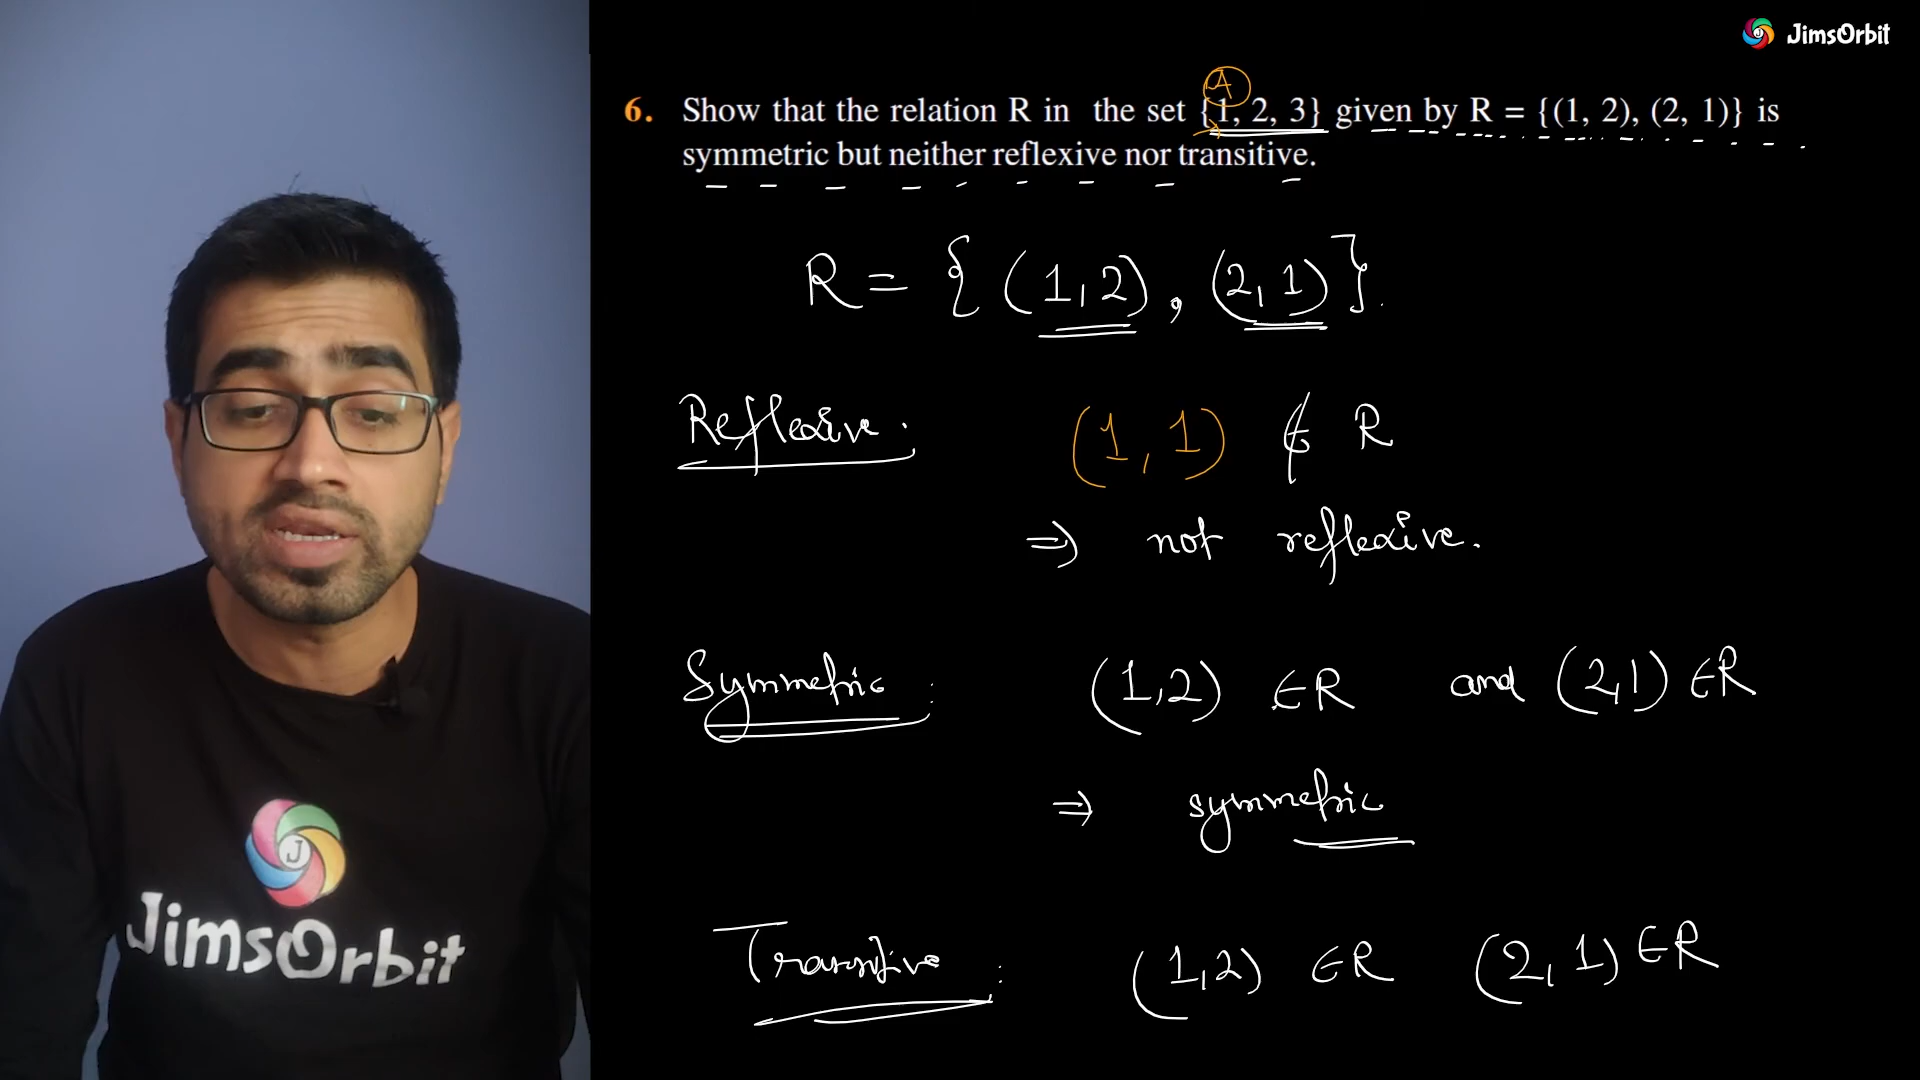 JimsOrbit
A
6. Show that the relation R in the set {1, 2, 3} given by R = {(1, 2), (2, 1)} is
symmetric but neither reflexive nor transitive.
R = { (1,2) , (2,1) }.
Reflexive. (1, 1) ∉ R
⇒ not reflexive.
Symmetric: (1,2) ∈R and (2,1) ∈R
⇒ symmetric
Transitive: (1,2) ∈R (2,1) ∈R
J
JimsOrbit